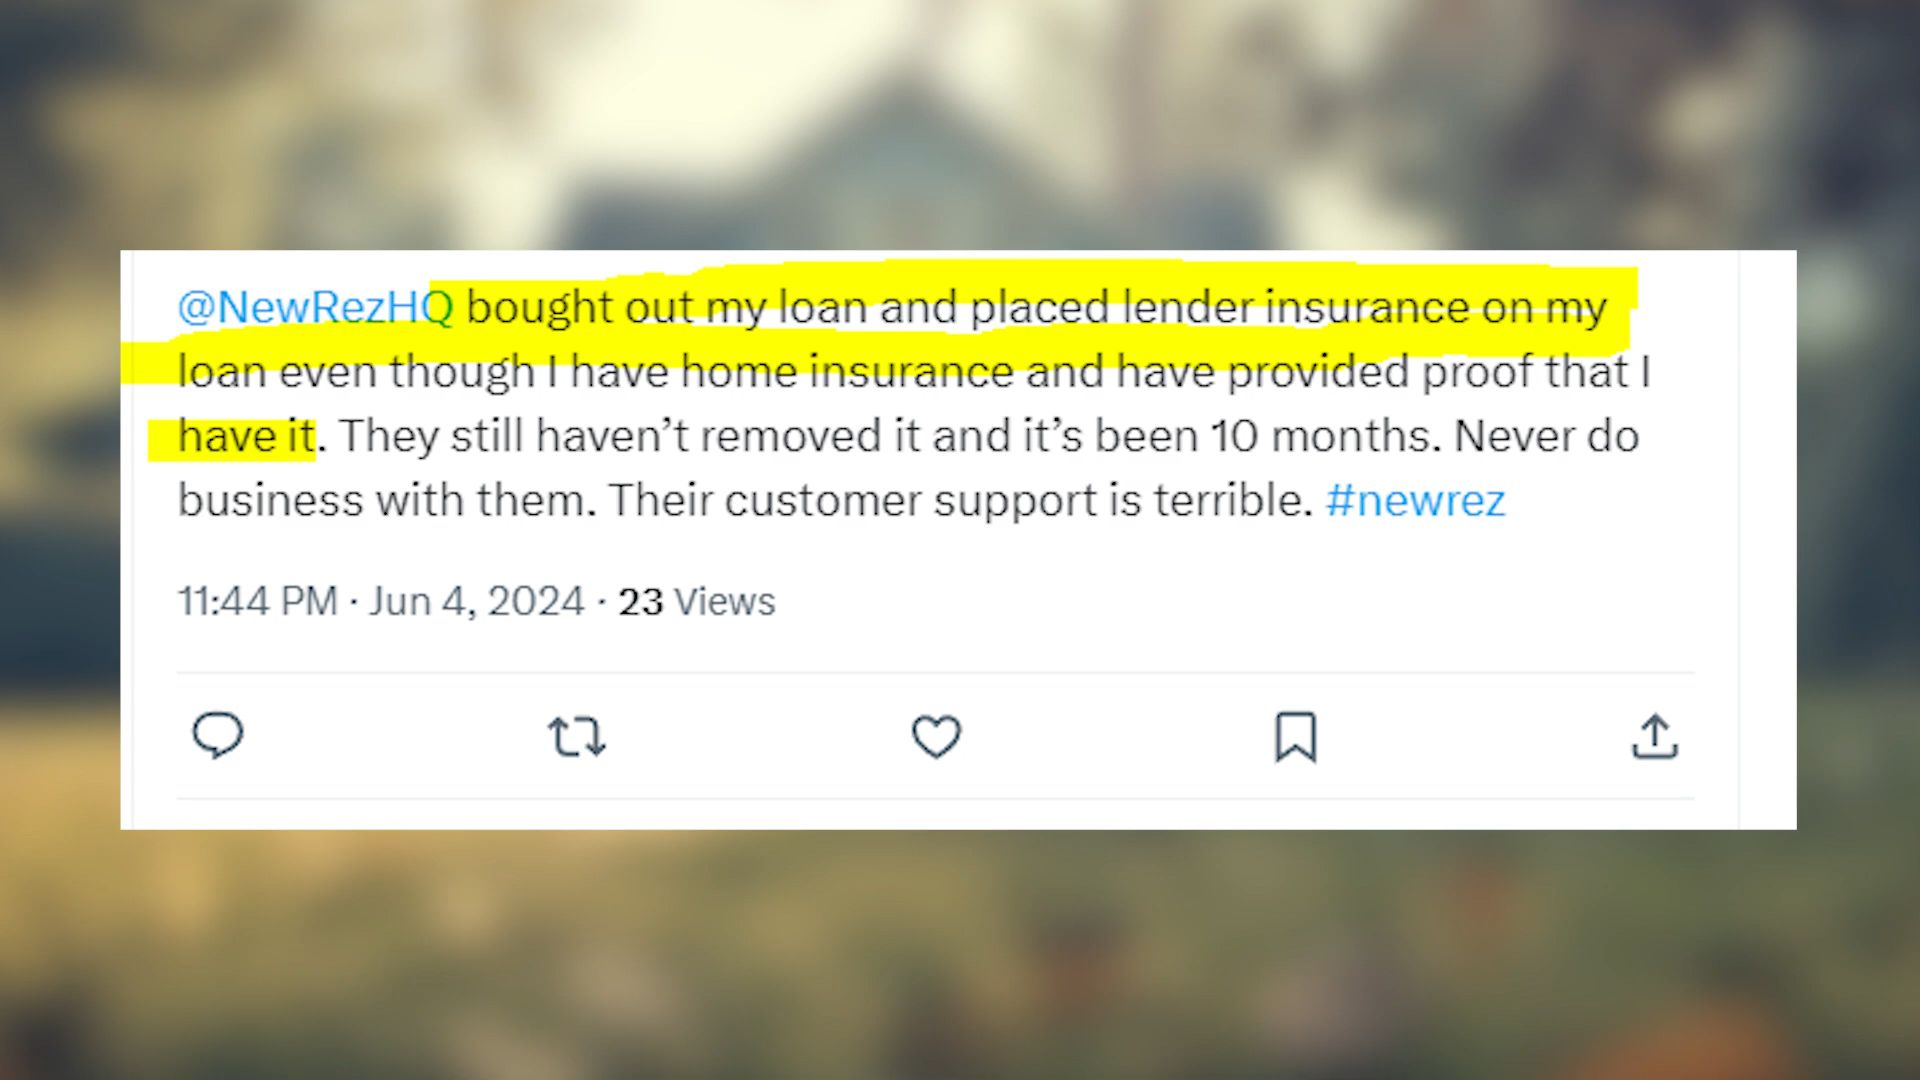 @NewRezHQ bought out my loan and placed lender insurance on my
loan even though I have home insurance and have provided proof that I
have it. They still haven’t removed it and it’s been 10 months. Never do
business with them. Their customer support is terrible. #newrez
11:44 PM · Jun 4, 2024 · 23 Views